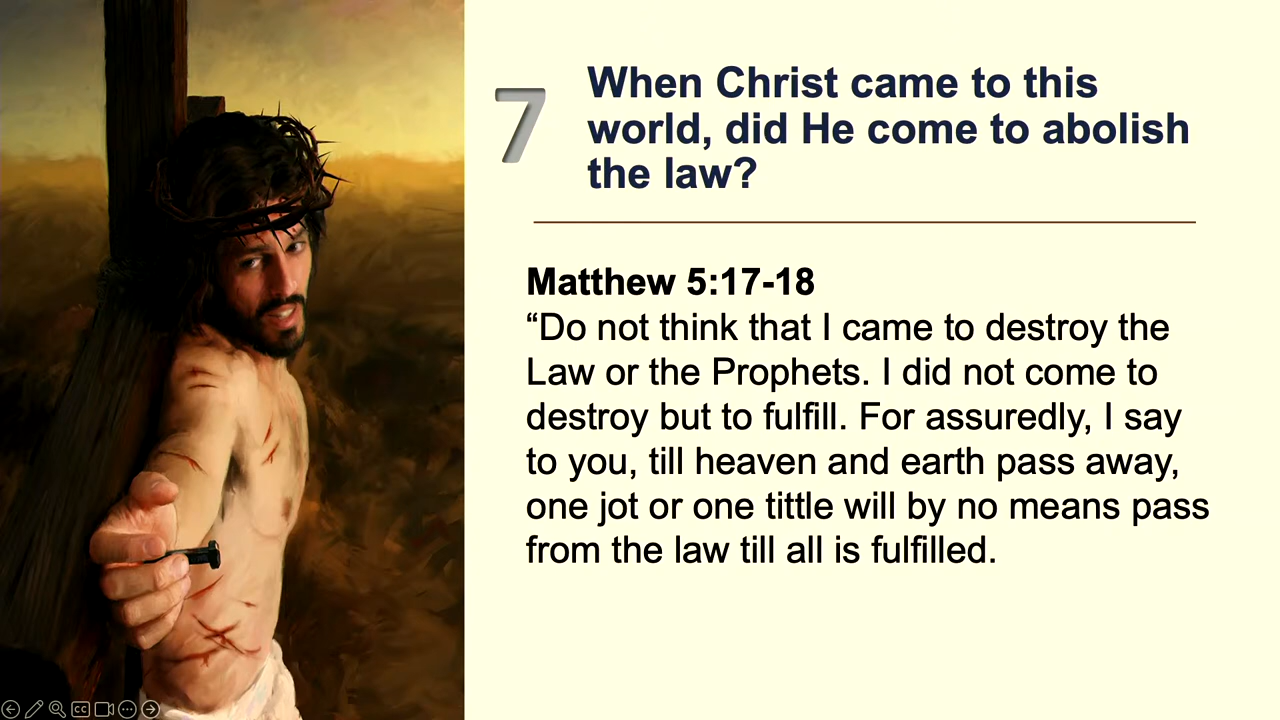 7
When Christ came to this
world, did He come to abolish
the law?
Matthew 5:17-18
“Do not think that I came to destroy the
Law or the Prophets. I did not come to
destroy but to fulfill. For assuredly, I say
to you, till heaven and earth pass away,
one jot or one tittle will by no means pass
from the law till all is fulfilled.
CC